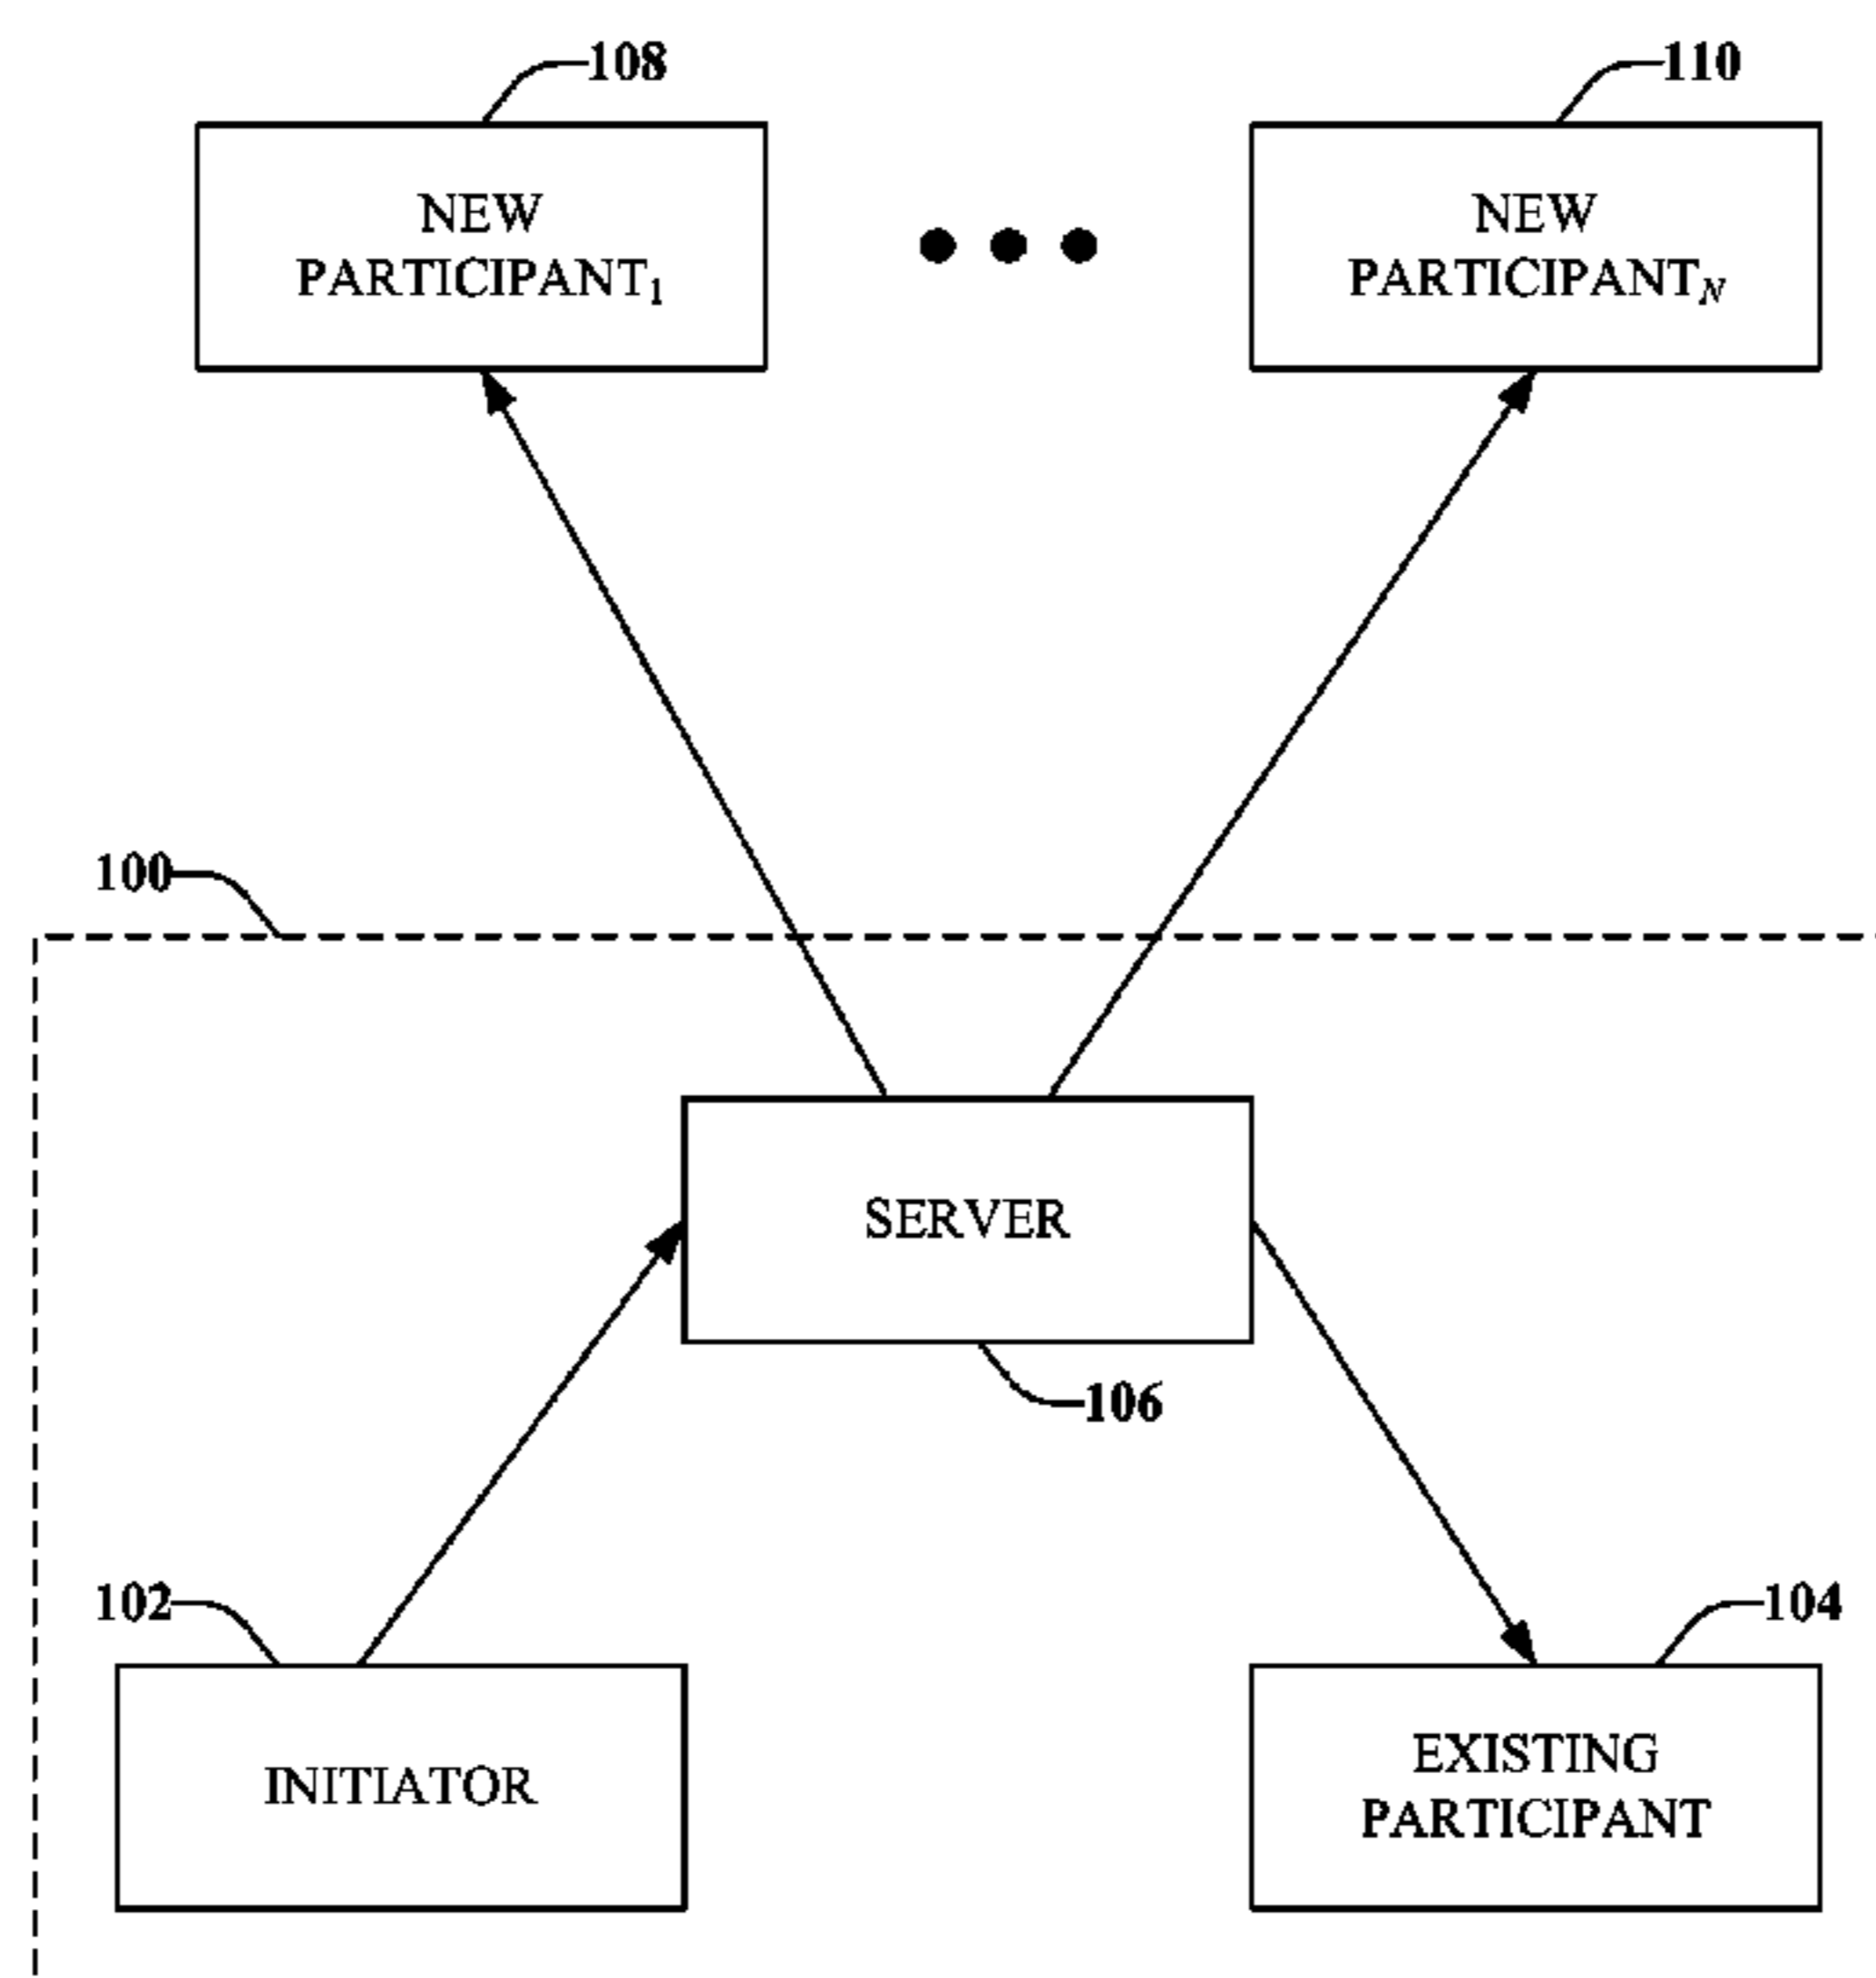 108
110
NEW
PARTICIPANT1
NEW
PARTICIPANTN
100
SERVER
106
102
104
INITIATOR
EXISTING
PARTICIPANT